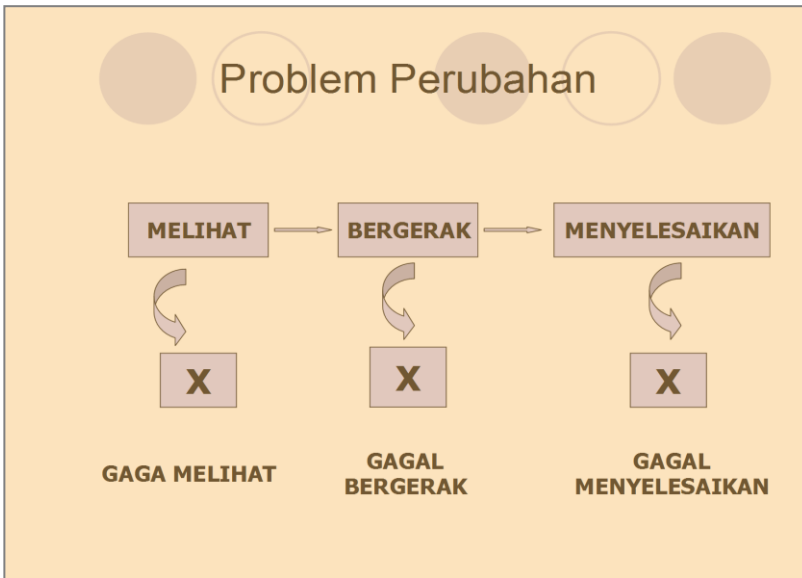 Problem Perubahan
MELIHAT
BERGERAK
MENYELESAIKAN
X
X
X
GAGA MELIHAT
GAGAL
BERGERAK
GAGAL
MENYELESAIKAN